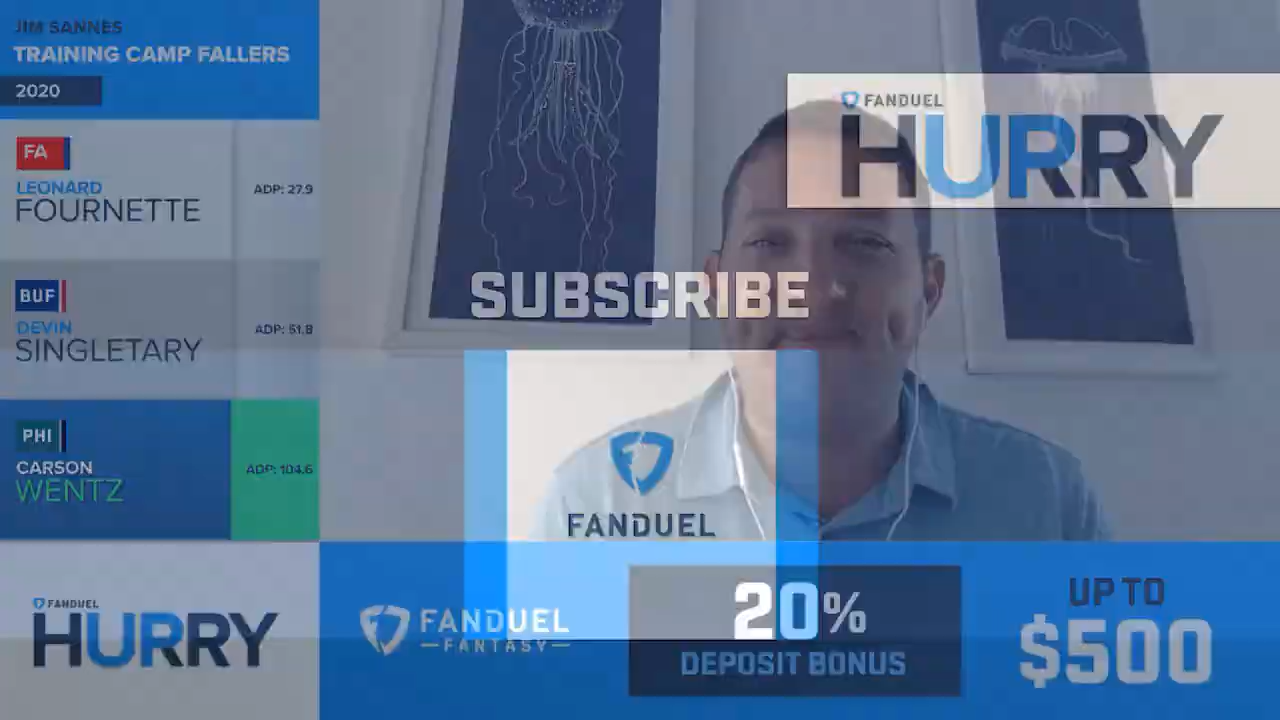 JIM SANNES
TRAINING CAMP FALLERS
2020
FA
LEONARD
FOURNETTE
ADP: 27.9
BUF
DEVIN
SINGLETARY
ADP: 51.8
PHI
CARSON
WENTZ
ADP: 104.6
FANDUEL
HURRY
SUBSCRIBE
FANDUEL
FANDUEL
HURRY
FANDUEL
FANTASY
20%
DEPOSIT BONUS
UP TO
$500